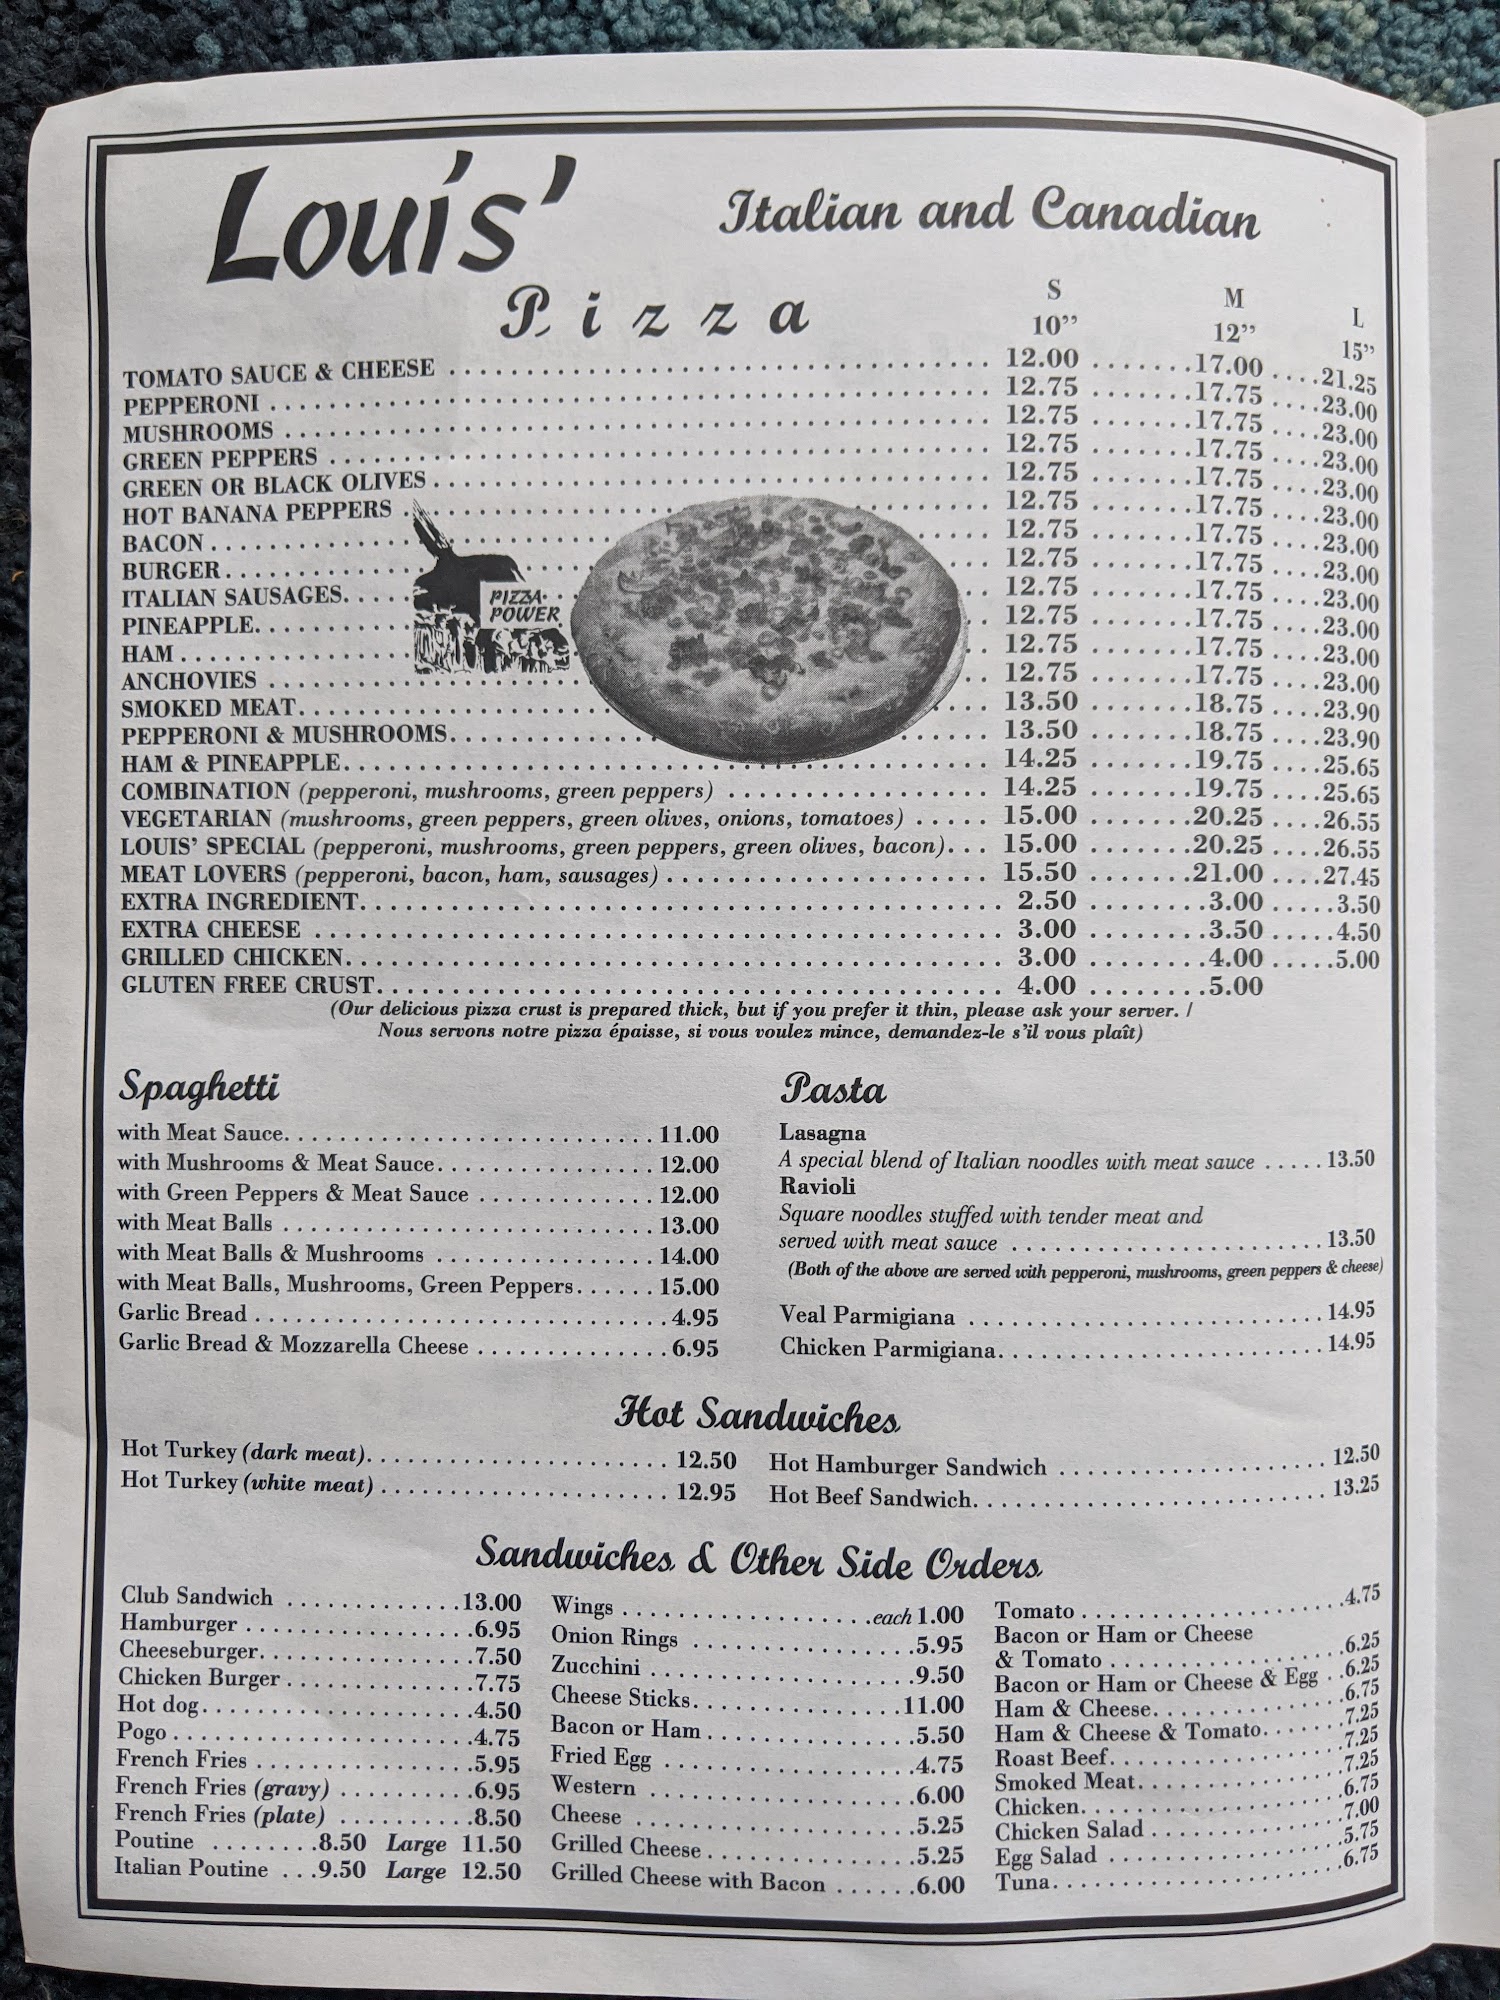 Louis'
Italian and Canadian
Pizza
S M L
10" 12" 15"
TOMATO SAUCE & CHEESE 12.00 17.00 21.25
PEPPERONI 12.75 17.75 23.00
MUSHROOMS 12.75 17.75 23.00
GREEN PEPPERS 12.75 17.75 23.00
GREEN OR BLACK OLIVES 12.75 17.75 23.00
HOT BANANA PEPPERS 12.75 17.75 23.00
BACON 12.75 17.75 23.00
BURGER 12.75 17.75 23.00
ITALIAN SAUSAGES 12.75 17.75 23.00
PINEAPPLE 12.75 17.75 23.00
HAM 12.75 17.75 23.00
ANCHOVIES 12.75 17.75 23.00
SMOKED MEAT 13.50 18.75 23.90
PEPPERONI & MUSHROOMS 13.50 18.75 23.90
HAM & PINEAPPLE 14.25 19.75 25.65
COMBINATION (pepperoni, mushrooms, green peppers) 14.25 19.75 25.65
VEGETARIAN (mushrooms, green peppers, green olives, onions, tomatoes) 15.00 20.25 26.55
LOUIS' SPECIAL (pepperoni, mushrooms, green peppers, green olives, bacon) 15.00 20.25 26.55
MEAT LOVERS (pepperoni, bacon, ham, sausages) 15.50 21.00 27.45
EXTRA INGREDIENT 2.50 3.00 3.50
EXTRA CHEESE 3.00 3.50 4.50
GRILLED CHICKEN 3.00 4.00 5.00
GLUTEN FREE CRUST 4.00 5.00
PIZZA
POWER
(Our delicious pizza crust is prepared thick, but if you prefer it thin, please ask your server. /
Nous servons notre pizza épaisse, si vous voulez mince, demandez-le s'il vous plaît)
Spaghetti
with Meat Sauce 11.00
with Mushrooms & Meat Sauce 12.00
with Green Peppers & Meat Sauce 12.00
with Meat Balls 13.00
with Meat Balls & Mushrooms 14.00
with Meat Balls, Mushrooms, Green Peppers 15.00
Garlic Bread 4.95
Garlic Bread & Mozzarella Cheese 6.95
Pasta
Lasagna
A special blend of Italian noodles with meat sauce 13.50
Ravioli
Square noodles stuffed with tender meat and
served with meat sauce 13.50
(Both of the above are served with pepperoni, mushrooms, green peppers & cheese)
Veal Parmigiana 14.95
Chicken Parmigiana 14.95
Hot Sandwiches
Hot Turkey (dark meat) 12.50
Hot Turkey (white meat) 12.95
Hot Hamburger Sandwich 12.50
Hot Beef Sandwich 13.25
Sandwiches & Other Side Orders
Club Sandwich 13.00
Hamburger 6.95
Cheeseburger 7.50
Chicken Burger 7.75
Hot dog 4.50
Pogo 4.75
French Fries 5.95
French Fries (gravy) 6.95
French Fries (plate) 8.50
Poutine 8.50 Large 11.50
Italian Poutine 9.50 Large 12.50
Wings each 1.00
Onion Rings 5.95
Zucchini 9.50
Cheese Sticks 11.00
Bacon or Ham 5.50
Fried Egg 4.75
Western 6.00
Cheese 5.25
Grilled Cheese 5.25
Grilled Cheese with Bacon 6.00
Tomato 4.75
Bacon or Ham or Cheese
& Tomato 6.25
Bacon or Ham or Cheese & Egg 6.25
Ham & Cheese 6.75
Ham & Cheese & Tomato 7.25
Roast Beef 7.25
Smoked Meat 7.25
Chicken 6.75
Chicken Salad 7.00
Egg Salad 5.75
Tuna 6.75